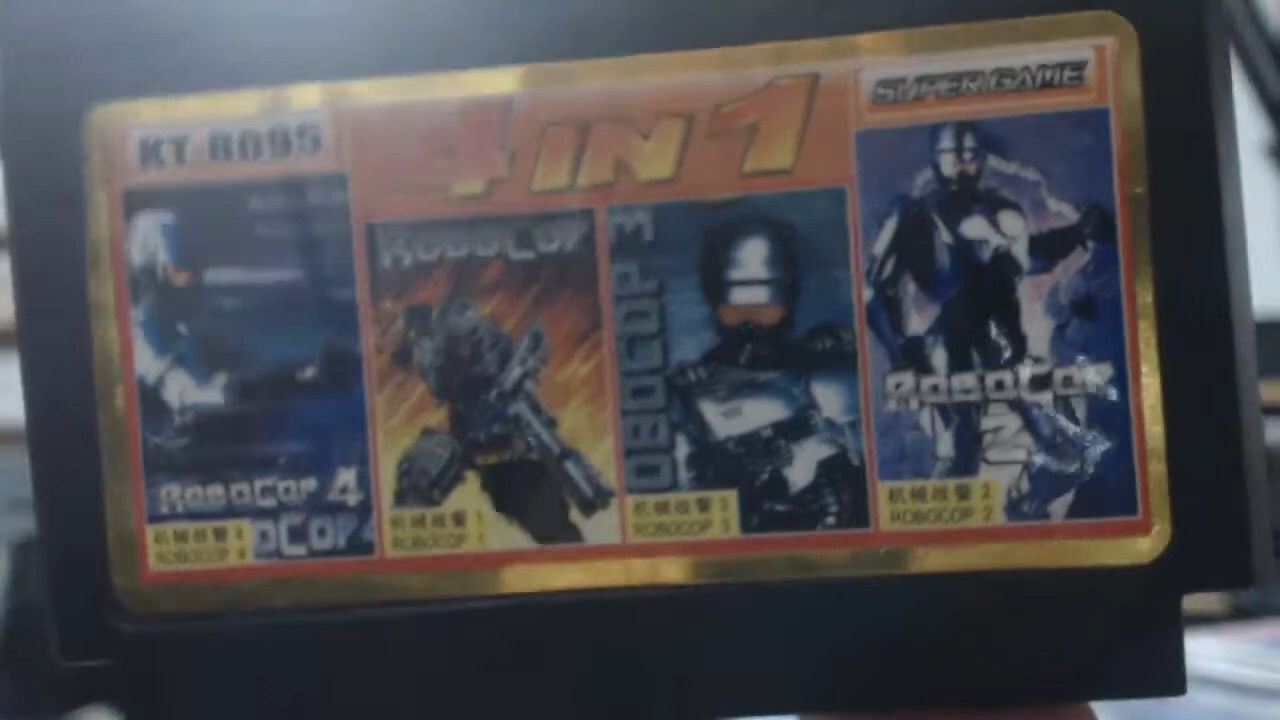 KT 8095
4 IN 1
SUPER GAME
ROBOCOP 4
机械战警 4
ROBOCOP 4
ROBOCOP
机械战警 1
ROBOCOP 1
ROBOCOP 3
机械战警 3
ROBOCOP 3
ROBOCOP
2
机械战警 2
ROBOCOP 2